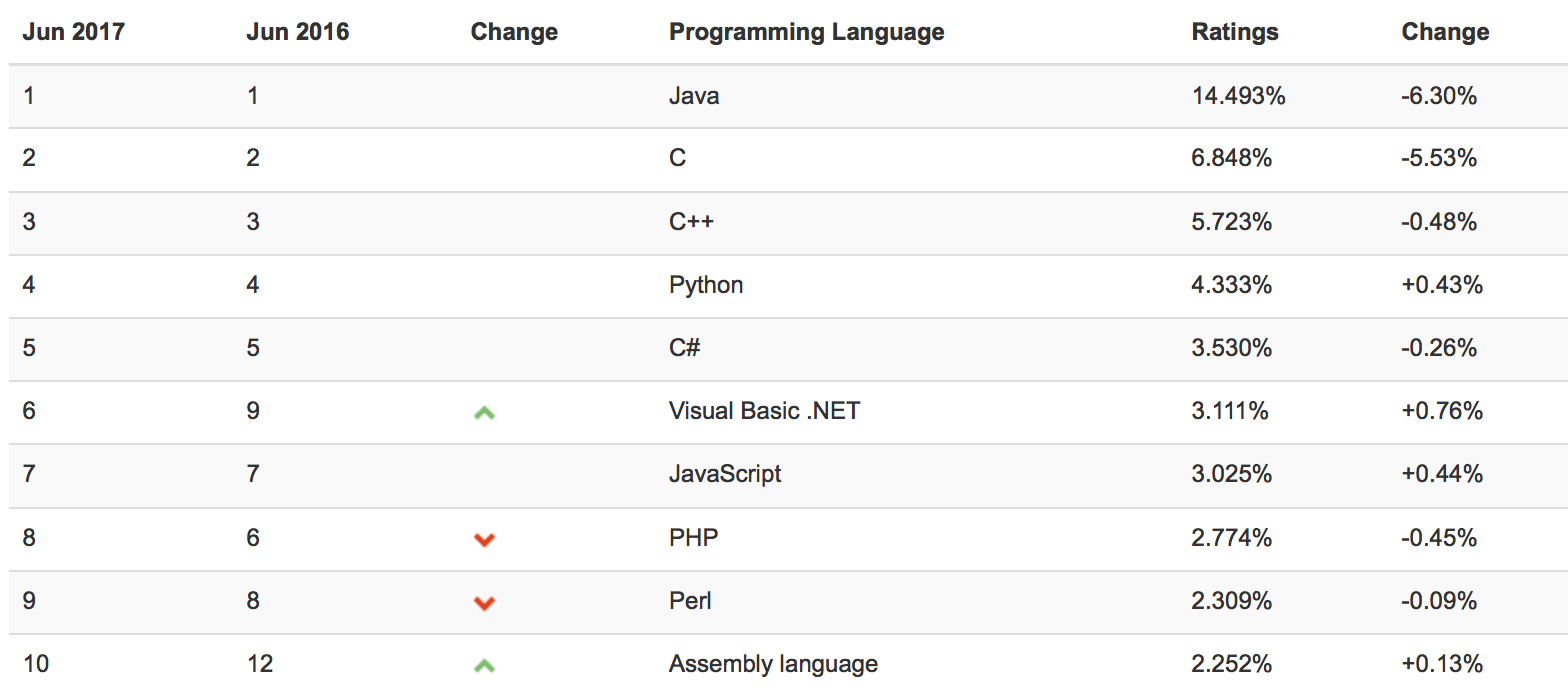 Jun 2017 Jun 2016 Change Programming Language Ratings Change
1 1 Java 14.493% -6.30%
2 2 C 6.848% -5.53%
3 3 C++ 5.723% -0.48%
4 4 Python 4.333% +0.43%
5 5 C# 3.530% -0.26%
6 9 Visual Basic .NET 3.111% +0.76%
7 7 JavaScript 3.025% +0.44%
8 6 PHP 2.774% -0.45%
9 8 Perl 2.309% -0.09%
10 12 Assembly language 2.252% +0.13%